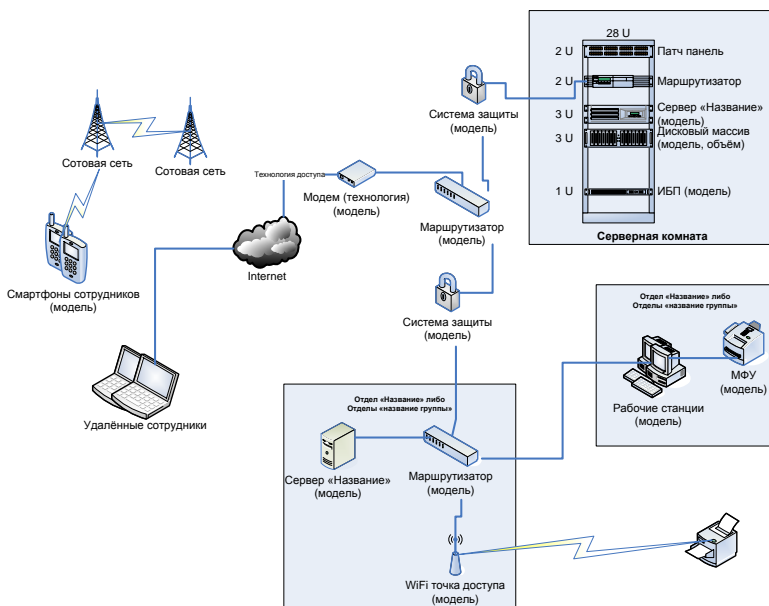 28 U
2 U
Патч панель
2 U
Маршрутизатор
3 U
Сервер «Название»
(модель)
3 U
Дисковый массив
(модель, объём)
1 U
ИБП (модель)
Серверная комната
Система защиты
(модель)
Сотовая сеть
Сотовая сеть
Технология доступа
Модем (технология)
(модель)
Маршрутизатор
(модель)
Internet
Смартфоны сотрудников
(модель)
Система защиты
(модель)
Отдел «Название» либо
Отделы «название группы»
МФУ
(модель)
Рабочие станции
(модель)
Удалённые сотрудники
Отдел «Название» либо
Отделы «название группы»
Сервер «Название»
(модель)
Маршрутизатор
(модель)
WiFi точка доступа
(модель)